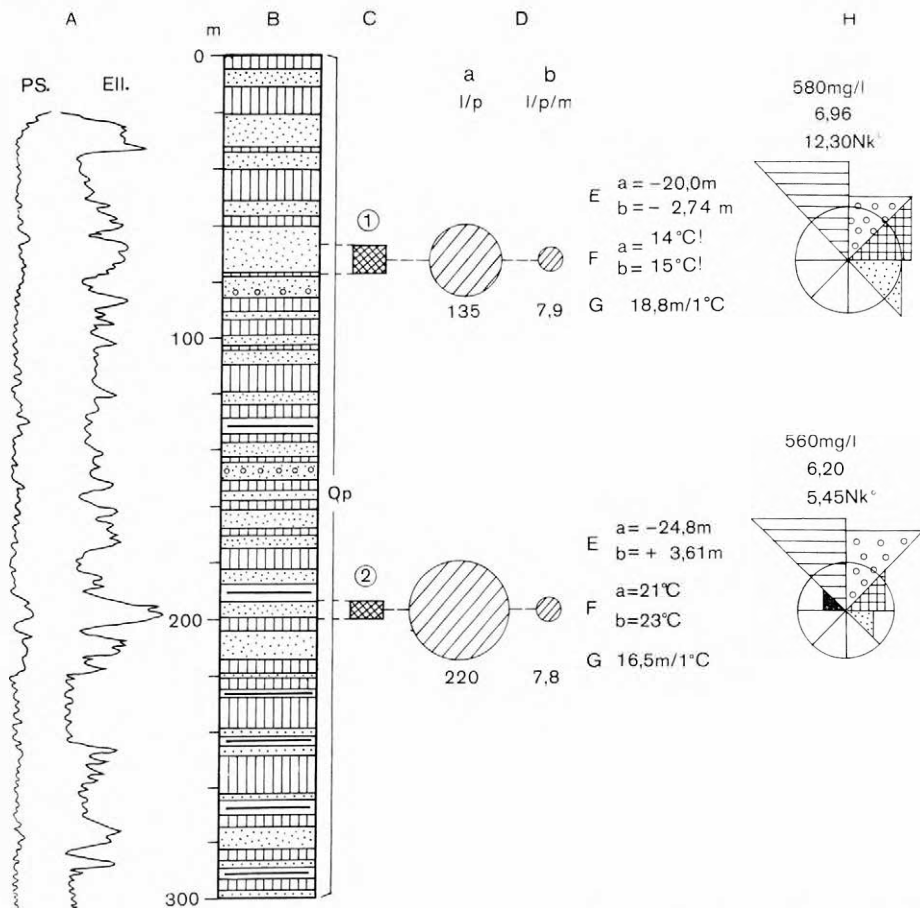 A B C D H
m
PS. Ell.
0
100
200
300
Qp
a b
l/p l/p/m
①
135 7,9
E a = −20,0m
b = − 2,74 m
F a = 14°C!
b = 15°C!
G 18,8m/1°C
580mg/l
6,96
12,30Nk°
②
220 7,8
E a = −24,8m
b = + 3,61m
F a=21°C
b=23°C
G 16,5m/1°C
560mg/l
6,20
5,45Nk°